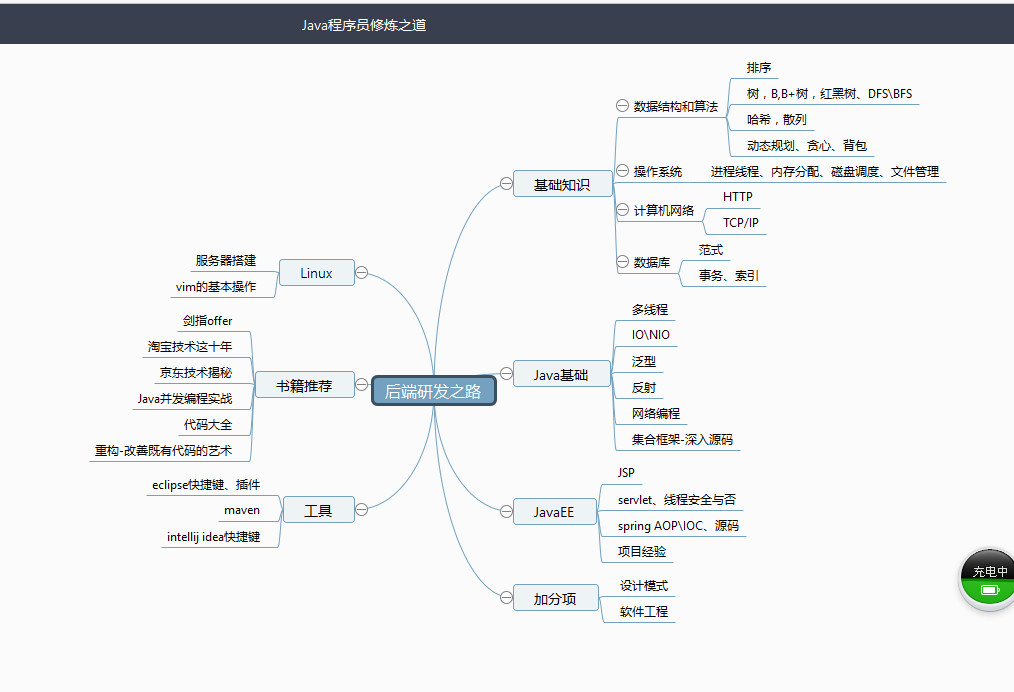 Java程序员修炼之道
后端研发之路
基础知识
数据结构和算法
排序
树，B,B+树，红黑树、DFS\BFS
哈希，散列
动态规划、贪心、背包
操作系统
进程线程、内存分配、磁盘调度、文件管理
计算机网络
HTTP
TCP/IP
数据库
范式
事务、索引
Java基础
多线程
IO\NIO
泛型
反射
网络编程
集合框架-深入源码
JavaEE
JSP
servlet、线程安全与否
spring AOP\IOC、源码
项目经验
加分项
设计模式
软件工程
Linux
服务器搭建
vim的基本操作
书籍推荐
剑指offer
淘宝技术这十年
京东技术揭秘
Java并发编程实战
代码大全
重构-改善既有代码的艺术
工具
eclipse快捷键、插件
maven
intellij idea快捷键
充电中